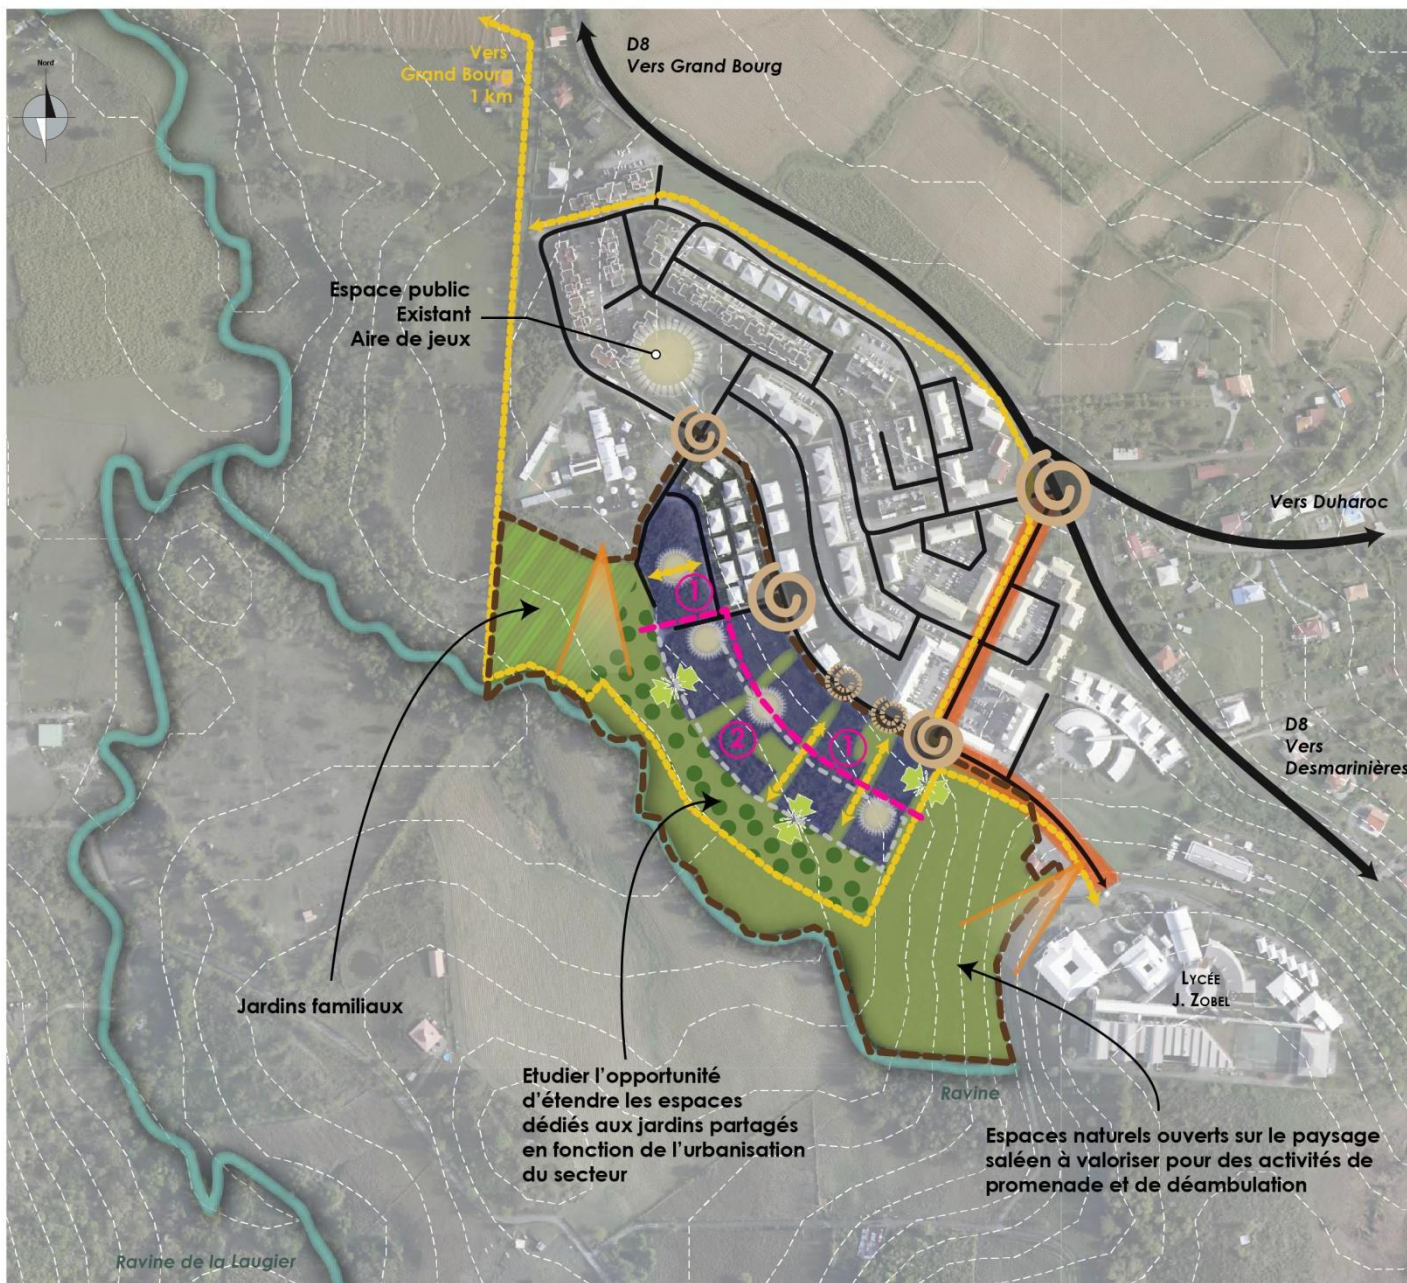 Nord
Vers
Grand Bourg
1 km
D8
Vers Grand Bourg
Espace public
Existant
Aire de jeux
Vers Duharoc
1
2
1
D8
Vers
Desmarinières
LYCÉE
J. ZOBEL
Jardins familiaux
Etudier l'opportunité
d'étendre les espaces
dédiés aux jardins partagés
en fonction de l'urbanisation
du secteur
Ravine
Espaces naturels ouverts sur le paysage
saléen à valoriser pour des activités de
promenade et de déambulation
Ravine de la Laugier